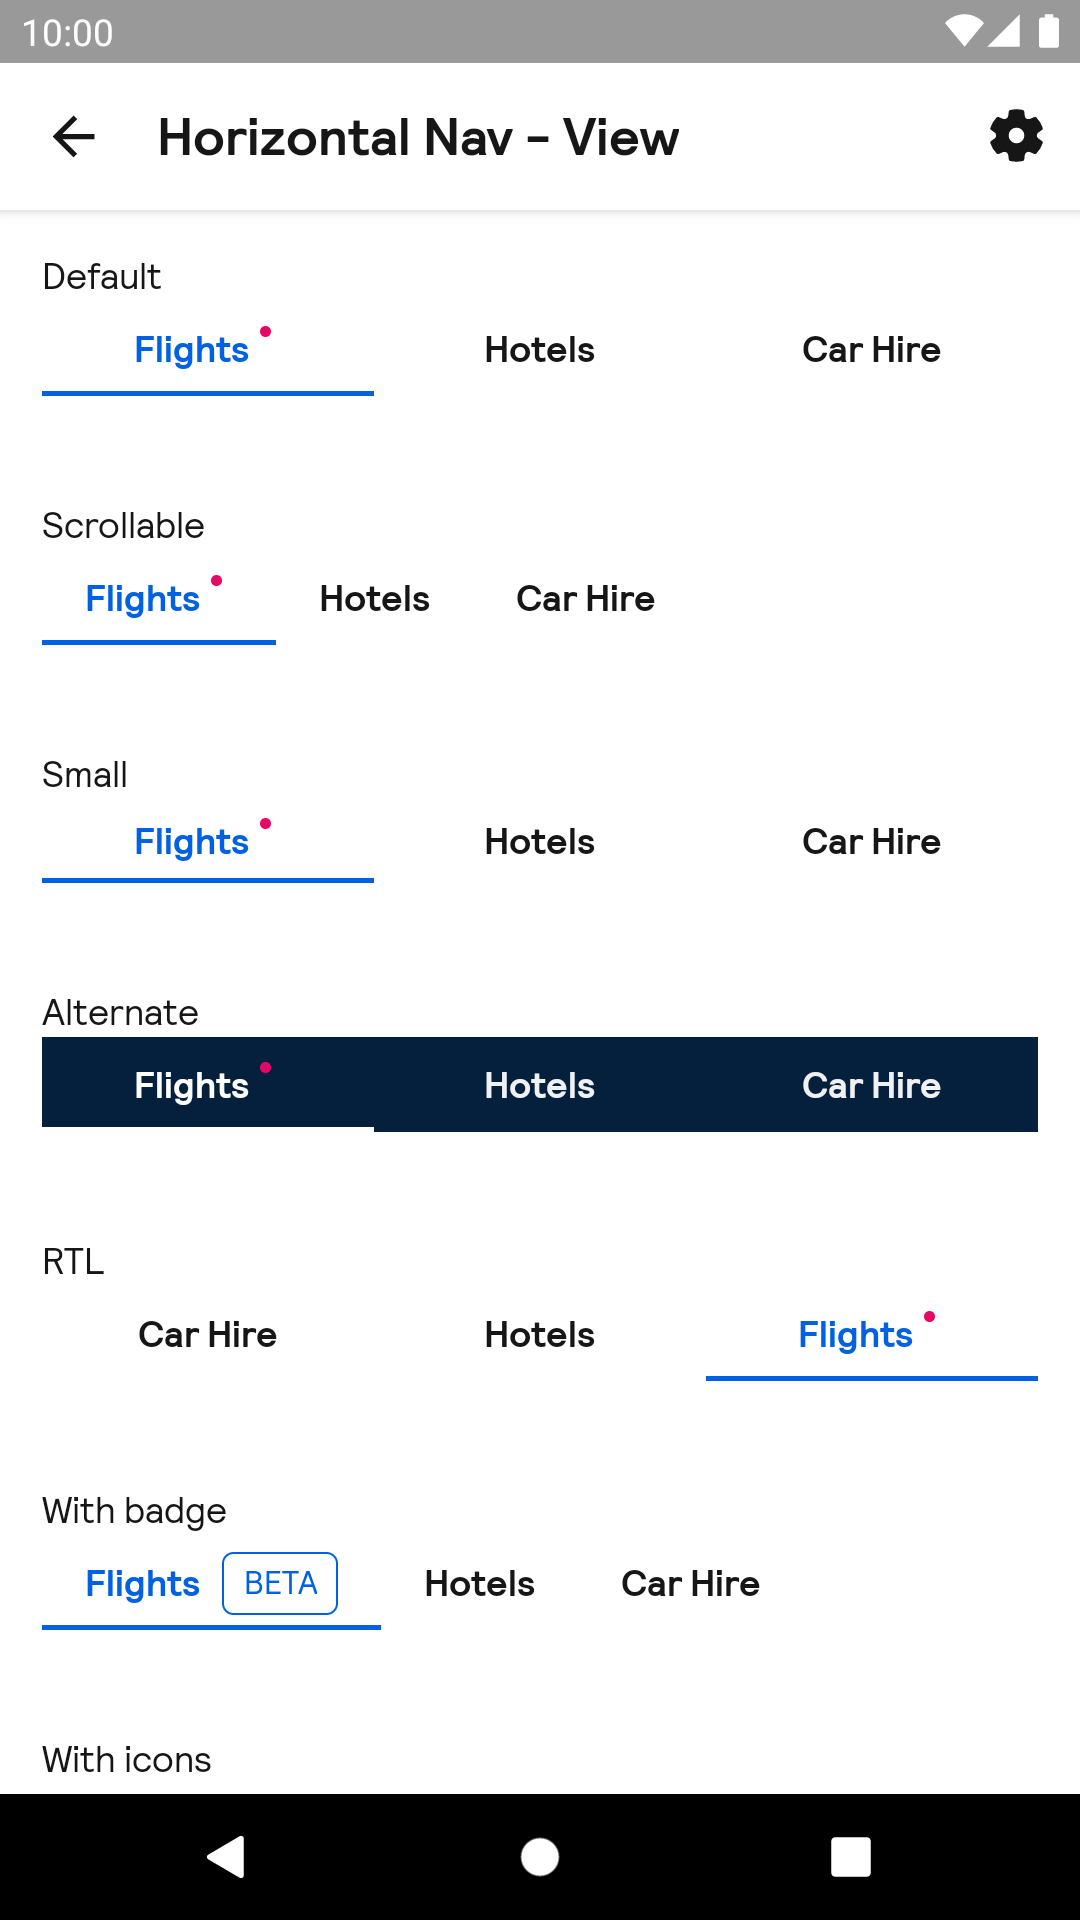 10:00
Horizontal Nav - View
Default
Flights Hotels Car Hire
Scrollable
Flights Hotels Car Hire
Small
Flights Hotels Car Hire
Alternate
Flights Hotels Car Hire
RTL
Car Hire Hotels Flights
With badge
Flights BETA Hotels Car Hire
With icons